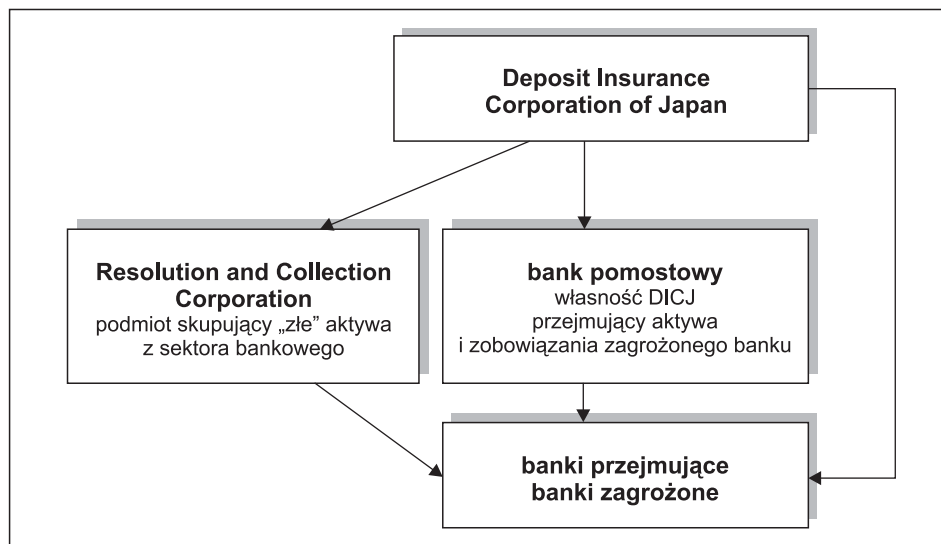 Deposit Insurance
Corporation of Japan
Resolution and Collection
Corporation
podmiot skupujący „złe” aktywa
z sektora bankowego
bank pomostowy
własność DICJ
przejmujący aktywa
i zobowiązania zagrożonego banku
banki przejmujące
banki zagrożone